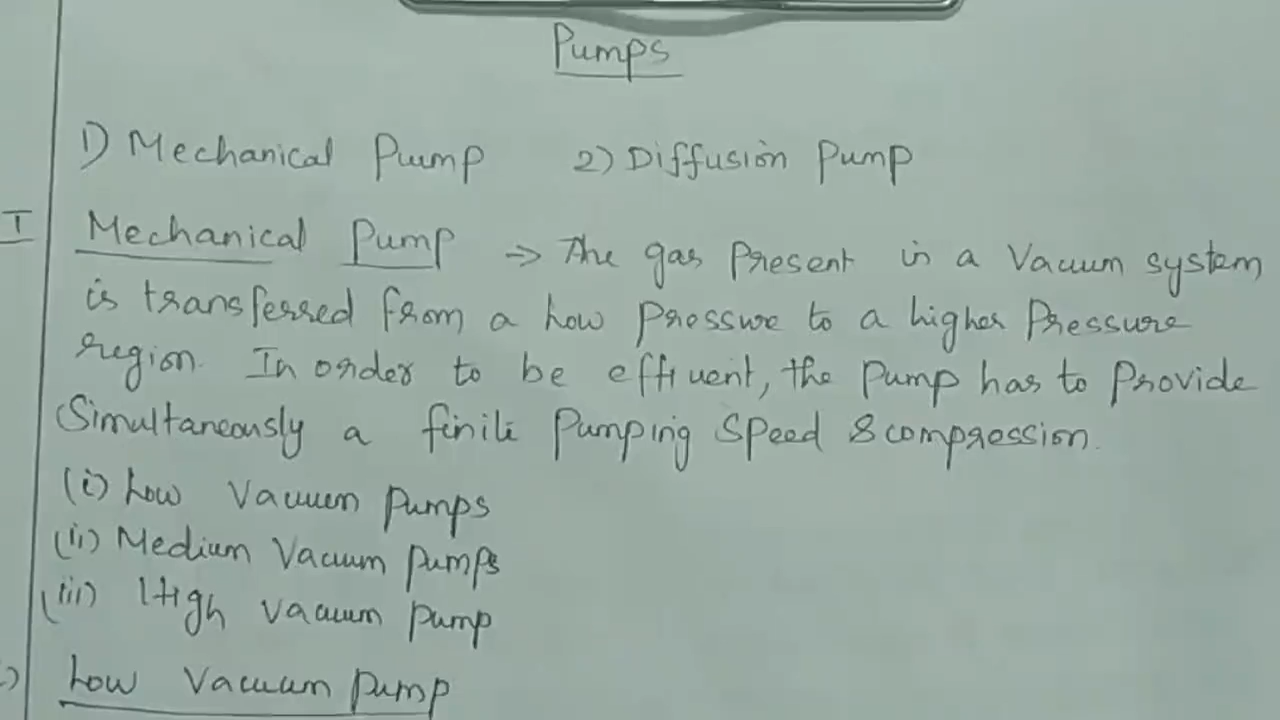 Pumps
1) Mechanical Pump 2) Diffusion Pump
I Mechanical Pump → The gas Present in a Vacuum system
is transferred from a low Pressure to a higher Pressure
region. In order to be efficient, the Pump has to Provide
Simultaneously a finite Pumping Speed & compression.
(i) Low Vacuum Pumps
(ii) Medium Vacuum Pumps
(iii) High Vacuum Pump
Low Vacuum Pump